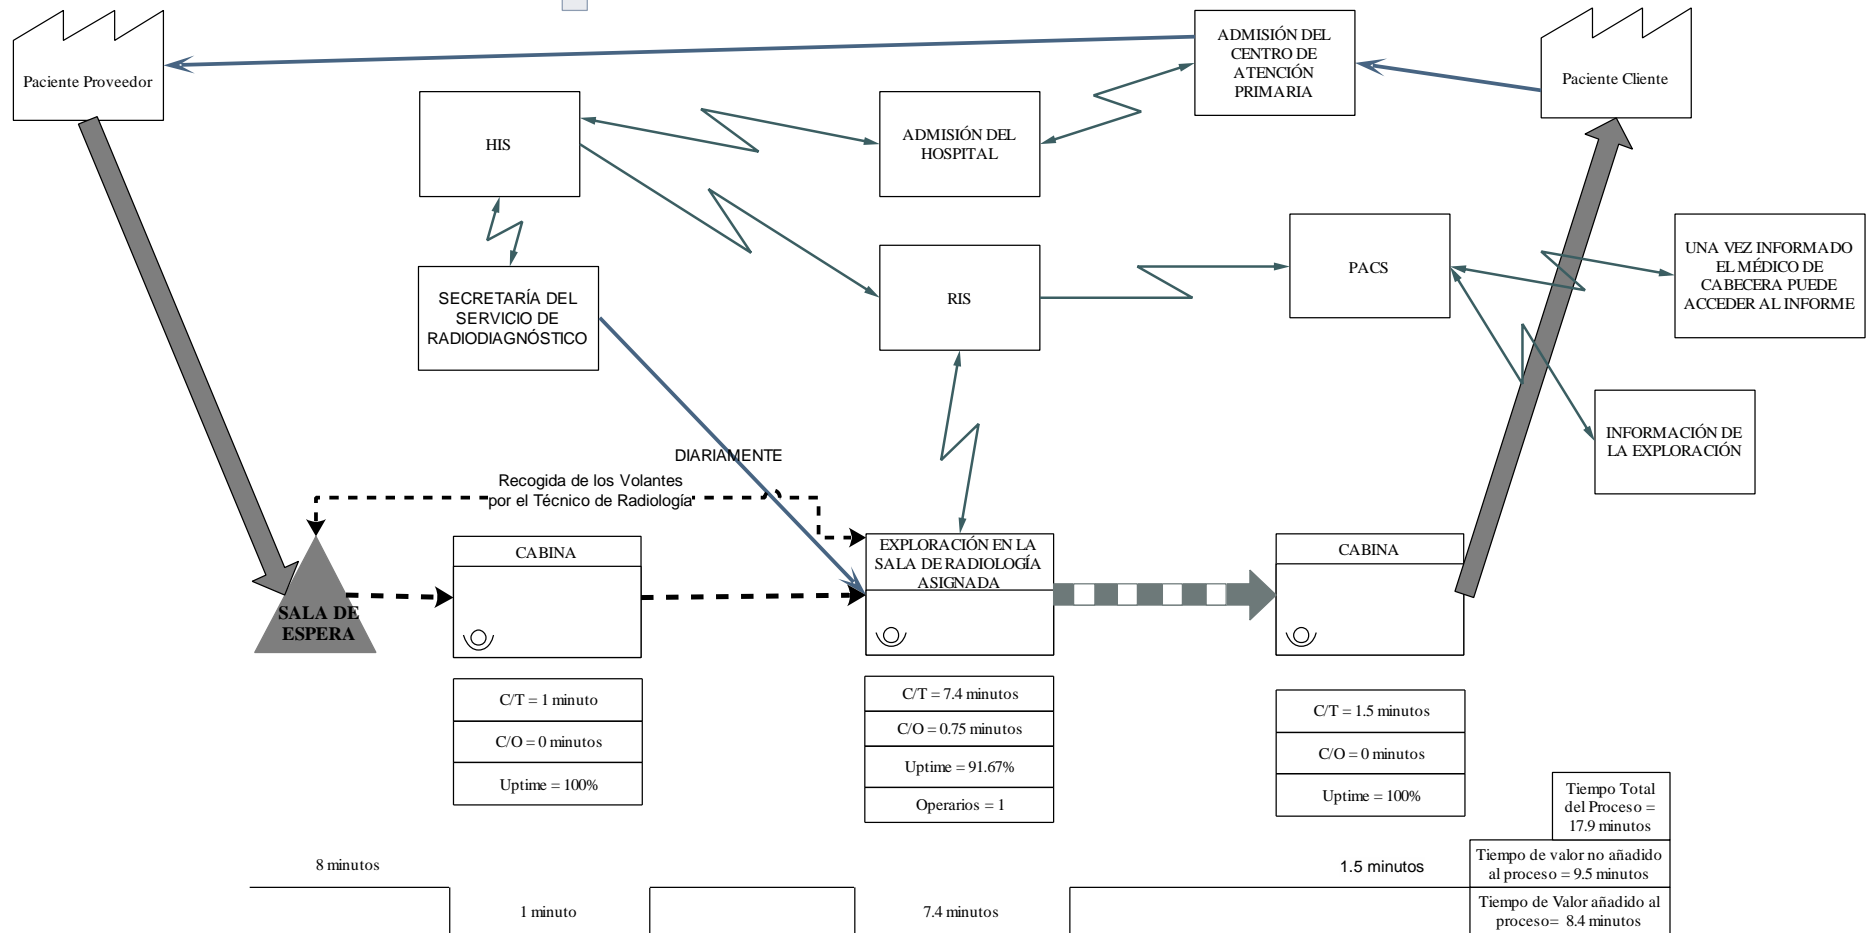 Paciente Proveedor
ADMISIÓN DEL
CENTRO DE
ATENCIÓN
PRIMARIA
Paciente Cliente
HIS
ADMISIÓN DEL
HOSPITAL
SECRETARÍA DEL
SERVICIO DE
RADIODIAGNÓSTICO
RIS
PACS
UNA VEZ INFORMADO
EL MÉDICO DE
CABECERA PUEDE
ACCEDER AL INFORME
INFORMACIÓN DE
LA EXPLORACIÓN
DIARIAMENTE
Recogida de los Volantes
por el Técnico de Radiología
SALA DE
ESPERA
CABINA
EXPLORACIÓN EN LA
SALA DE RADIOLOGÍA
ASIGNADA
CABINA
C/T = 1 minuto
C/O = 0 minutos
Uptime = 100%
C/T = 7.4 minutos
C/O = 0.75 minutos
Uptime = 91.67%
Operarios = 1
C/T = 1.5 minutos
C/O = 0 minutos
Uptime = 100%
8 minutos
1 minuto
7.4 minutos
1.5 minutos
Tiempo Total
del Proceso =
17.9 minutos
Tiempo de valor no añadido
al proceso = 9.5 minutos
Tiempo de Valor añadido al
proceso= 8.4 minutos